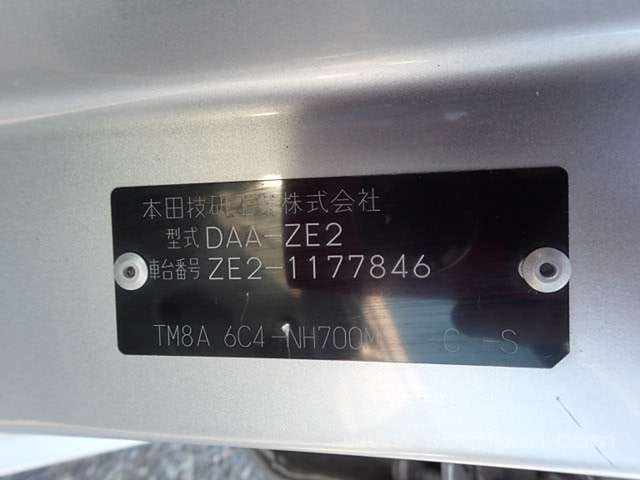 本田技研工業株式会社
型式 DAA-ZE2
車台番号 ZE2-1177846
TM8A 6C4-NH700M -C -S